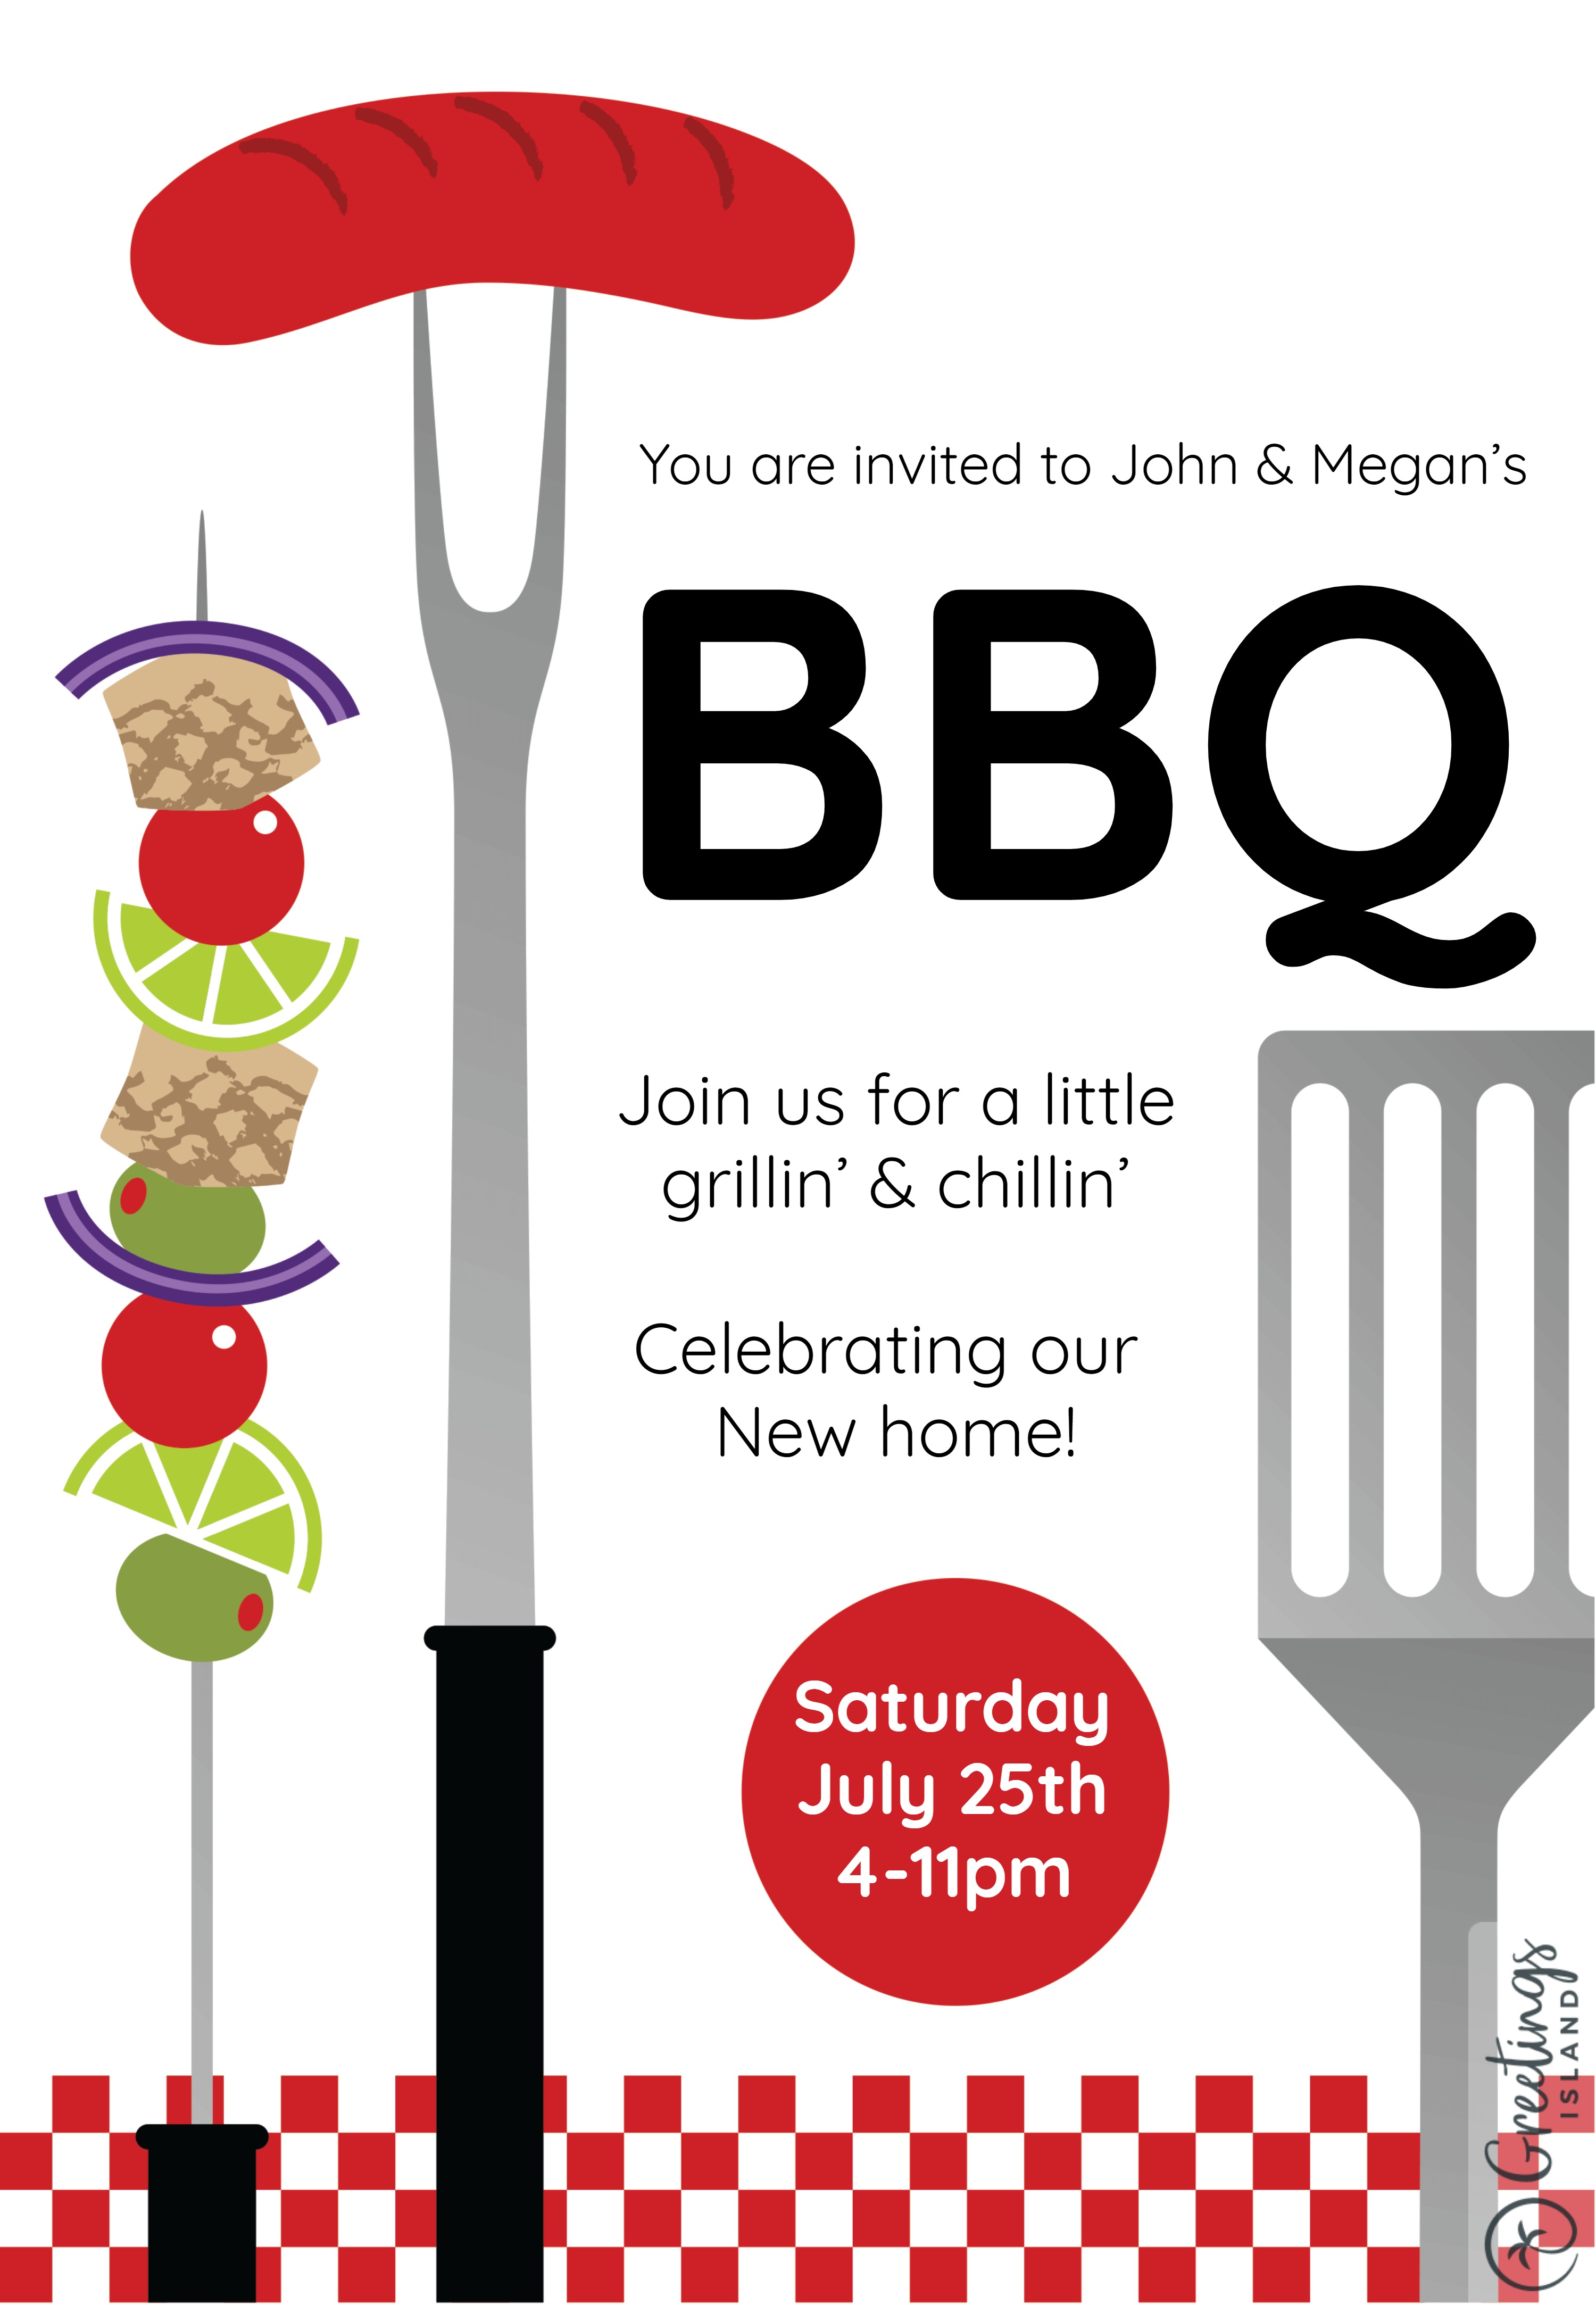 You are invited to John & Megan’s
BBQ
Join us for a little
grillin’ & chillin’
Celebrating our
New home!
Saturday
July 25th
4-11pm
Greetings
ISLAND